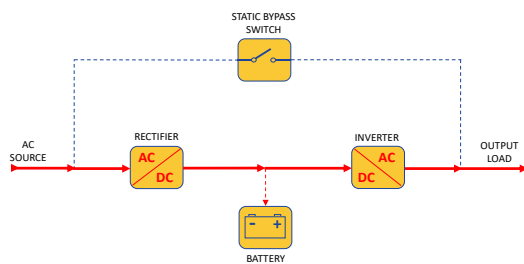 STATIC BYPASS
SWITCH
AC
SOURCE
RECTIFIER
AC
DC
INVERTER
AC
DC
OUTPUT
LOAD
- +
BATTERY